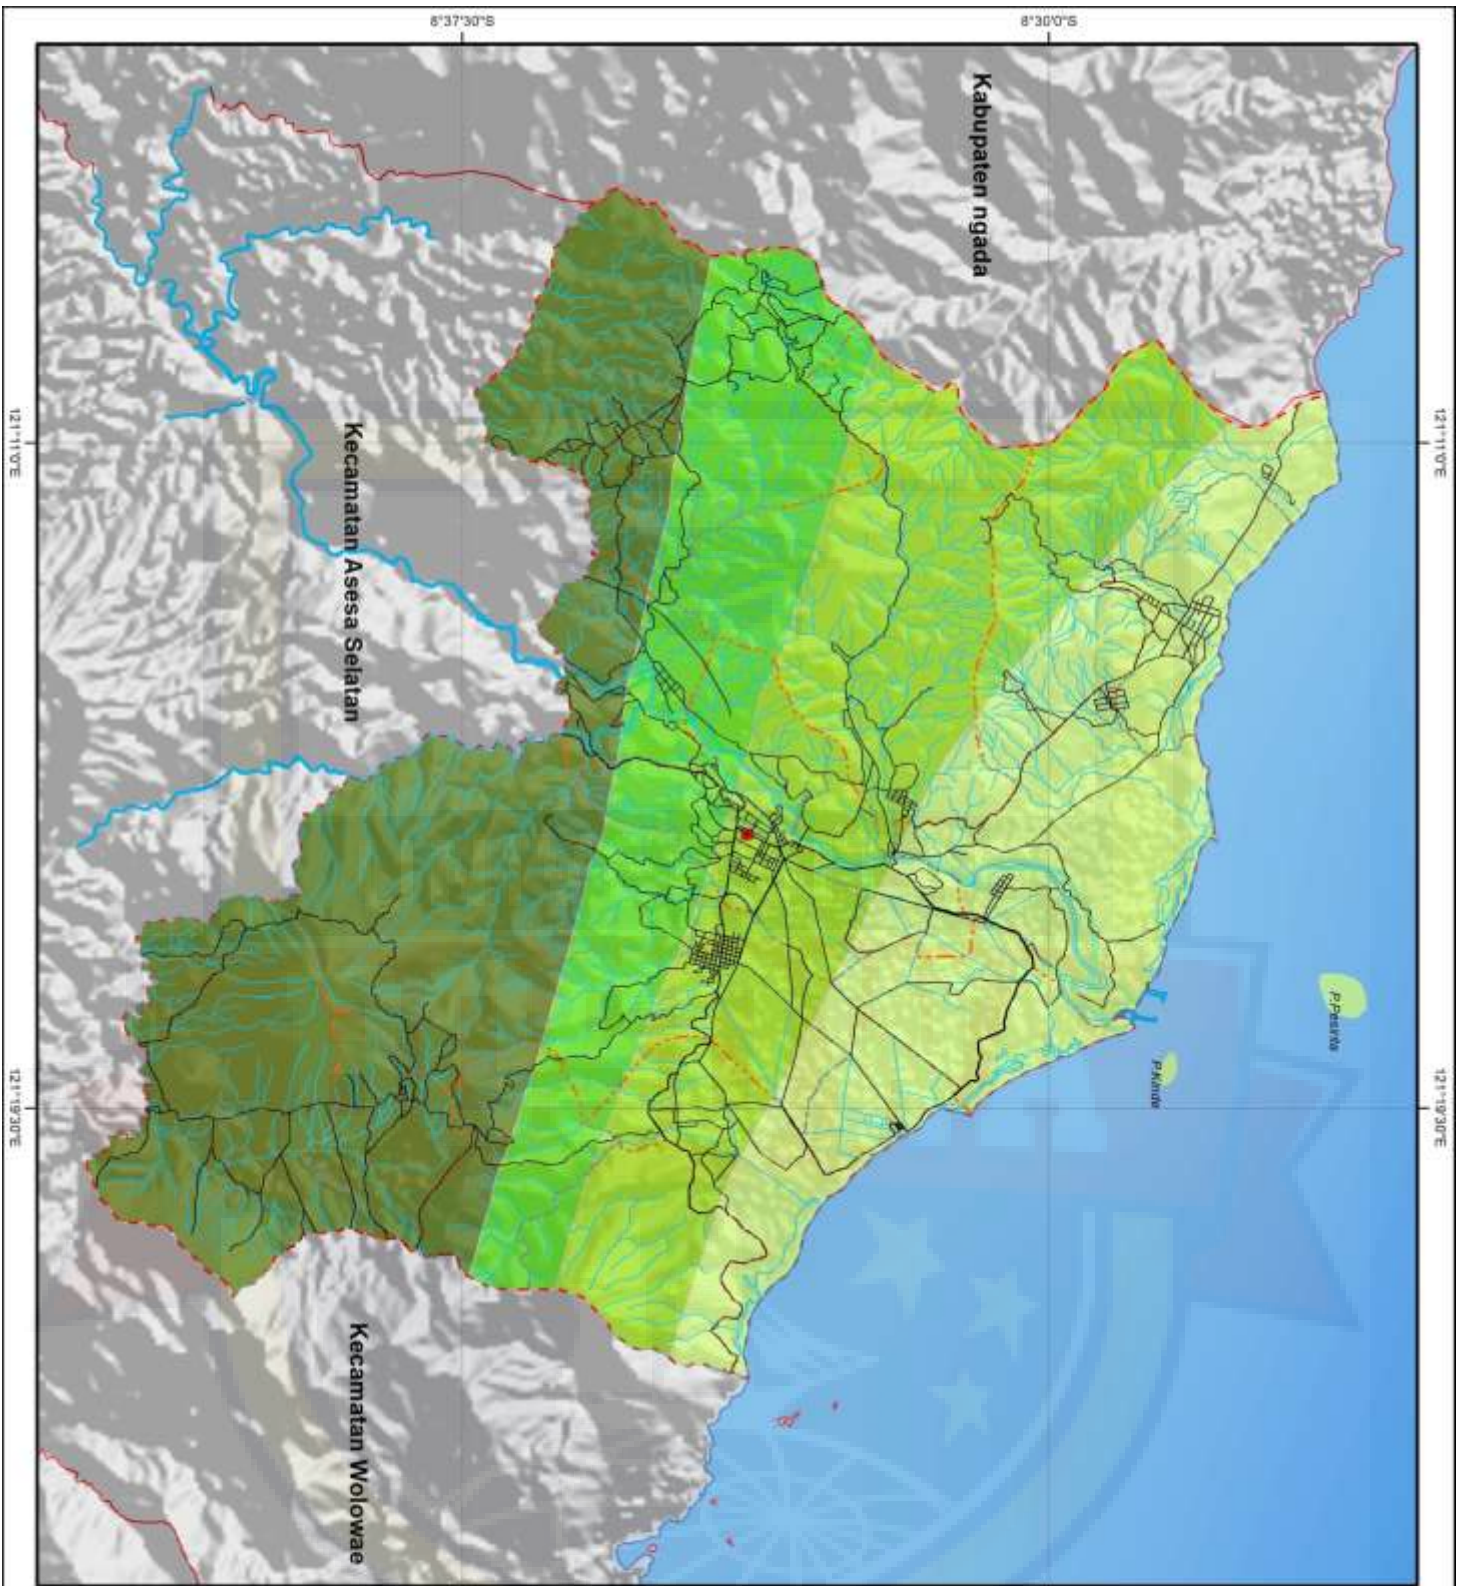 8°37'30"S
8°30'0"S
Kabupaten ngada
121°11'0"E
121°11'0"E
Kecamatan Asesa Selatan
P.Pesinta
P.Kinde
121°19'30"E
121°19'30"E
Kecamatan Wolowae